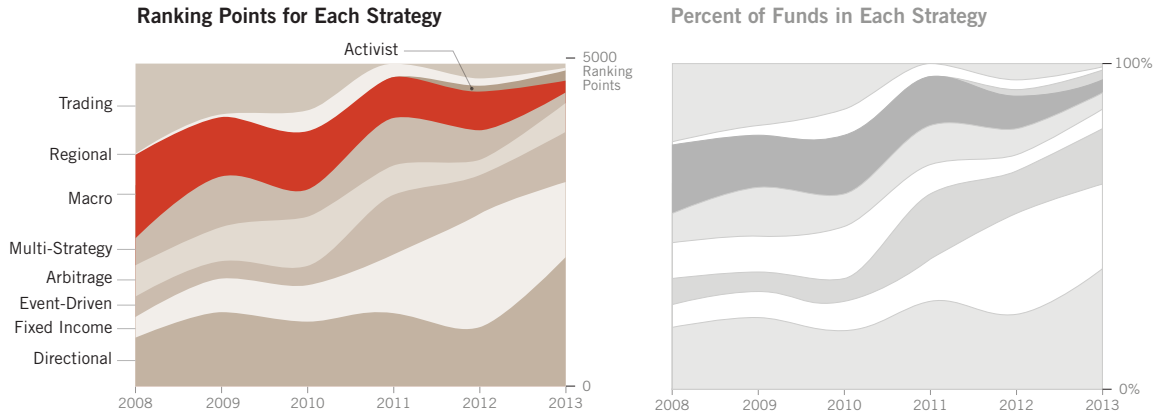 Ranking Points for Each Strategy
Activist
5000
Ranking
Points
Trading
Regional
Macro
Multi-Strategy
Arbitrage
Event-Driven
Fixed Income
Directional
0
2008 2009 2010 2011 2012 2013
Percent of Funds in Each Strategy
100%
0%
2008 2009 2010 2011 2012 2013